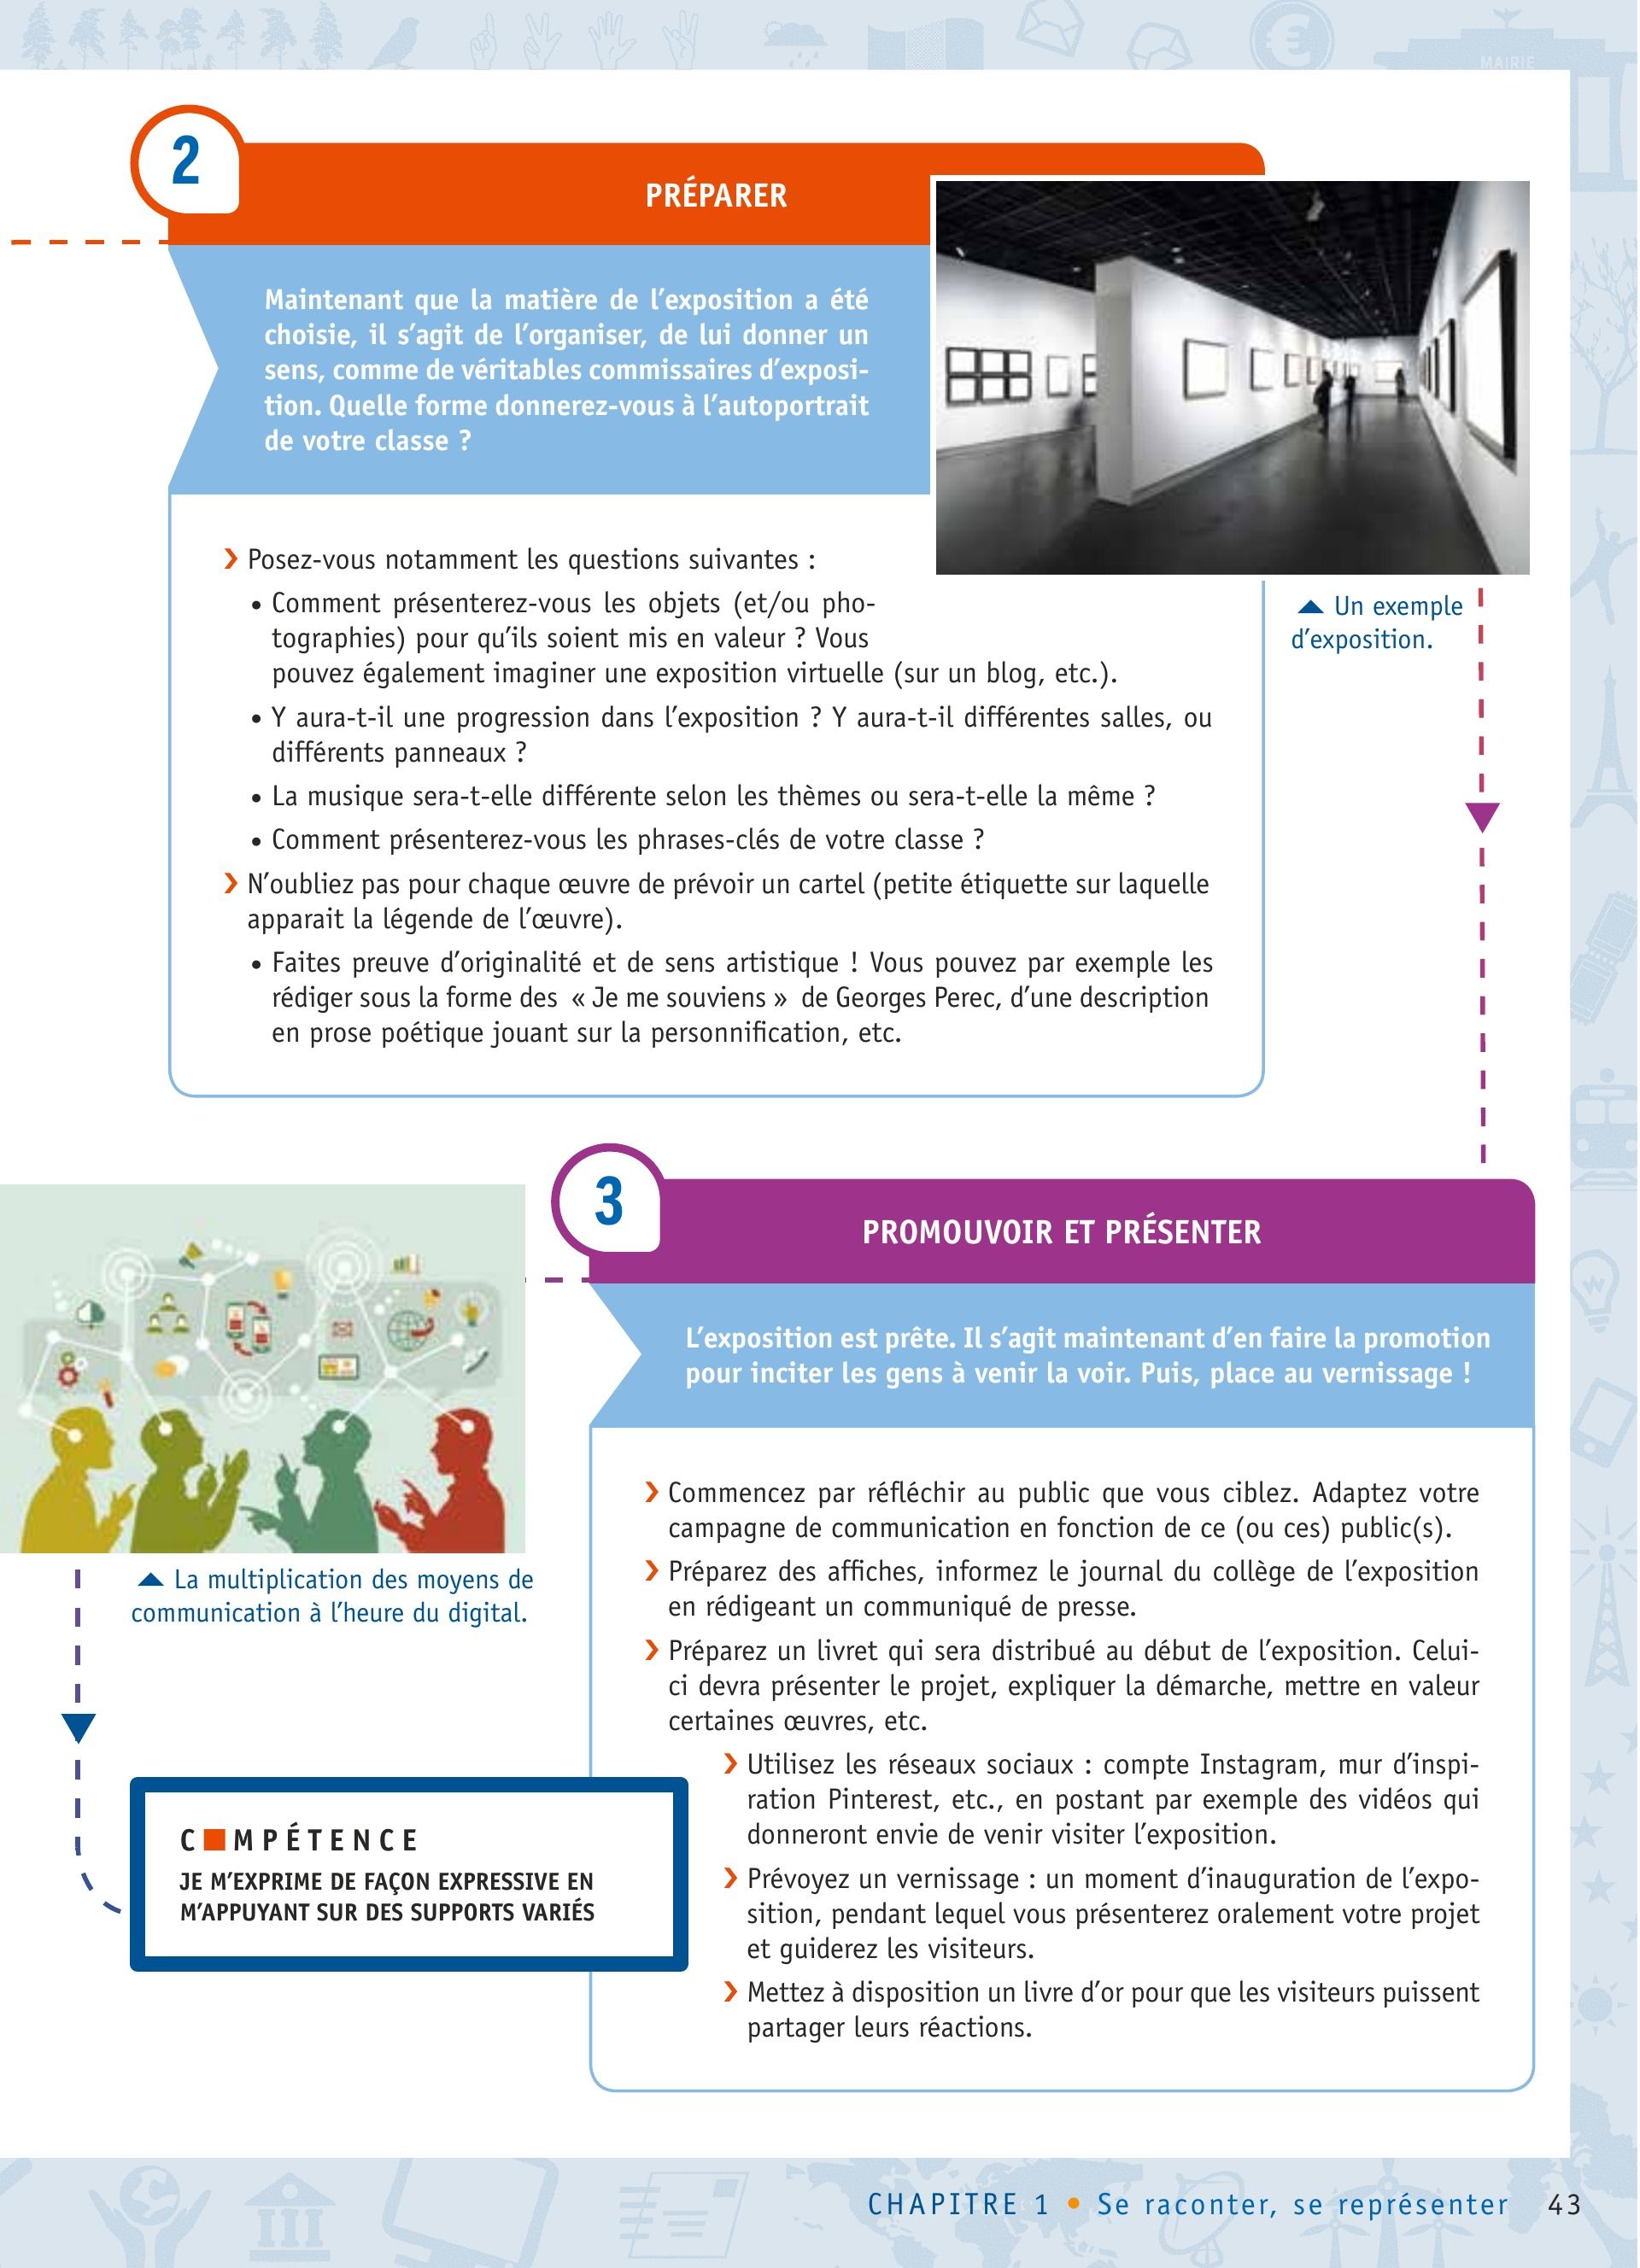 MAIRIE
2
PRÉPARER
Maintenant que la matière de l'exposition a été
choisie, il s'agit de l'organiser, de lui donner un
sens, comme de véritables commissaires d'exposi-
tion. Quelle forme donnerez-vous à l'autoportrait
de votre classe ?
❯ Posez-vous notamment les questions suivantes :
• Comment présenterez-vous les objets (et/ou pho-
tographies) pour qu'ils soient mis en valeur ? Vous
pouvez également imaginer une exposition virtuelle (sur un blog, etc.).
• Y aura-t-il une progression dans l'exposition ? Y aura-t-il différentes salles, ou
différents panneaux ?
• La musique sera-t-elle différente selon les thèmes ou sera-t-elle la même ?
• Comment présenterez-vous les phrases-clés de votre classe ?
❯ N'oubliez pas pour chaque œuvre de prévoir un cartel (petite étiquette sur laquelle
apparait la légende de l'œuvre).
• Faites preuve d'originalité et de sens artistique ! Vous pouvez par exemple les
rédiger sous la forme des « Je me souviens » de Georges Perec, d'une description
en prose poétique jouant sur la personnification, etc.
▲ Un exemple
d'exposition.
3
PROMOUVOIR ET PRÉSENTER
L'exposition est prête. Il s'agit maintenant d'en faire la promotion
pour inciter les gens à venir la voir. Puis, place au vernissage !
❯ Commencez par réfléchir au public que vous ciblez. Adaptez votre
campagne de communication en fonction de ce (ou ces) public(s).
❯ Préparez des affiches, informez le journal du collège de l'exposition
en rédigeant un communiqué de presse.
❯ Préparez un livret qui sera distribué au début de l'exposition. Celui-
ci devra présenter le projet, expliquer la démarche, mettre en valeur
certaines œuvres, etc.
❯ Utilisez les réseaux sociaux : compte Instagram, mur d'inspi-
ration Pinterest, etc., en postant par exemple des vidéos qui
donneront envie de venir visiter l'exposition.
❯ Prévoyez un vernissage : un moment d'inauguration de l'expo-
sition, pendant lequel vous présenterez oralement votre projet
et guiderez les visiteurs.
❯ Mettez à disposition un livre d'or pour que les visiteurs puissent
partager leurs réactions.
▲ La multiplication des moyens de
communication à l'heure du digital.
C■MPÉTENCE
JE M'EXPRIME DE FAÇON EXPRESSIVE EN
M'APPUYANT SUR DES SUPPORTS VARIÉS
CHAPITRE 1 • Se raconter, se représenter 43